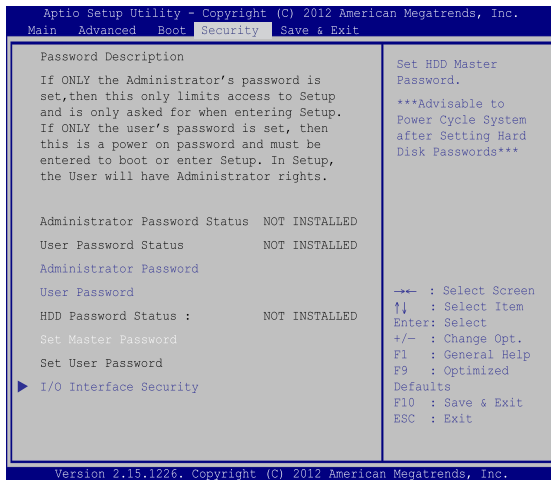 Aptio Setup Utility - Copyright (C) 2012 American Megatrends, Inc.
Main Advanced Boot Security Save & Exit
Password Description
If ONLY the Administrator's password is
set,then this only limits access to Setup
and is only asked for when entering Setup.
If ONLY the user's password is set, then
this is a power on password and must be
entered to boot or enter Setup. In Setup,
the User will have Administrator rights.
Administrator Password Status NOT INSTALLED
User Password Status NOT INSTALLED
Administrator Password
User Password
HDD Password Status : NOT INSTALLED
Set Master Password
Set User Password
▶ I/O Interface Security
Set HDD Master
Password.
***Advisable to
Power Cycle System
after Setting Hard
Disk Passwords***
→← : Select Screen
↑↓ : Select Item
Enter: Select
+/— : Change Opt.
F1 : General Help
F9 : Optimized
Defaults
F10 : Save & Exit
ESC : Exit
Version 2.15.1226. Copyright (C) 2012 American Megatrends, Inc.